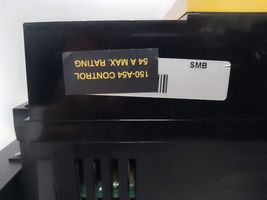 SMB
150-A54 CONTROL
54 A MAX. RATING